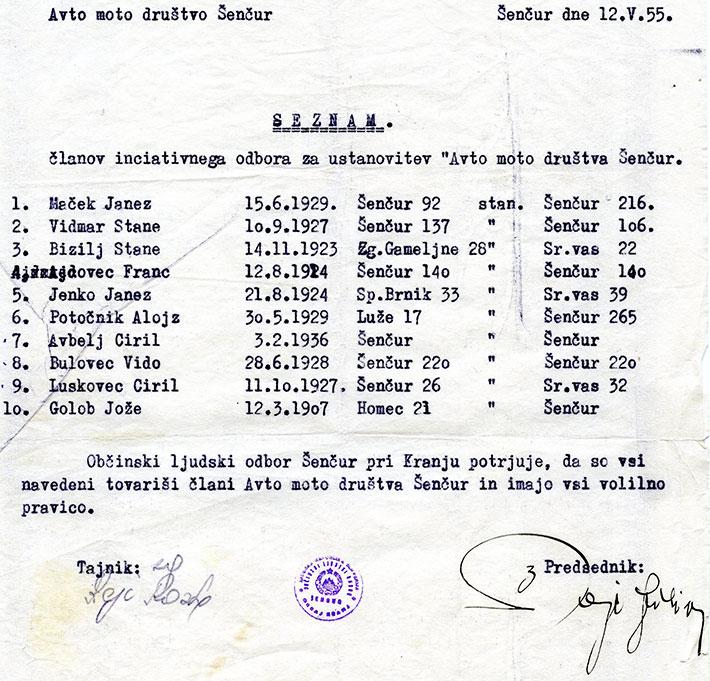 Avto moto društvo Šenčur Šenčur dne 12.V.55.
S E Z N A M .
članov inciativnega odbora za ustanovitev "Avto moto društva Šenčur.
1. Maček Janez 15.6.1929. Šenčur 92 stan. Šenčur 216.
2. Vidmar Stane 1o.9.1927 Šenčur 137 " Šenčur 1o6.
3. Bizilj Stane 14.11.1923 Zg.Gameljne 28" Sr.vas 22
Ajdovec Franc 12.8.1914 Šenčur 14o " Šenčur 14o
5. Jenko Janez 21.8.1924 Sp.Brnik 33 " Sr.vas 39
6. Potočnik Alojz 3o.5.1929 Luže 17 " Šenčur 265
7. Avbelj Ciril 3.2.1936 Šenčur " Šenčur
8. Bulovec Vido 28.6.1928 Šenčur 22o " Šenčur 22o
9. Luskovec Ciril 11.1o.1927. Šenčur 26 " Sr.vas 32
1o. Golob Jože 12.3.19o7 Homec 21 " Šenčur
Občinski ljudski odbor Šenčur pri Kranju potrjuje, da so vsi
navedeni tovariši člani Avto moto društva Šenčur in imajo vsi volilno
pravico.
Tajnik: Predsednik: